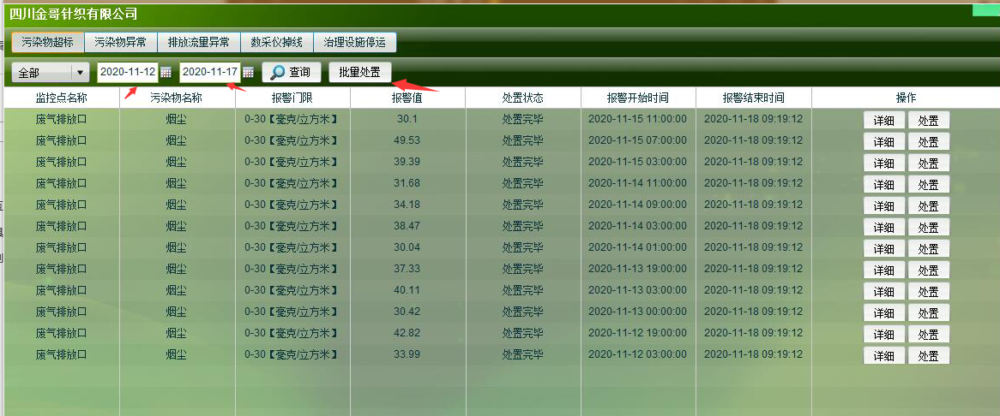 四川金哥针织有限公司
污染物超标 污染物异常 排放流量异常 数采仪掉线 治理设施停运
全部 2020-11-12 2020-11-17 查询 批量处置
监控点名称 污染物名称 报警门限 报警值 处置状态 报警开始时间 报警结束时间 操作
废气排放口 烟尘 0-30【毫克/立方米】 30.1 处置完毕 2020-11-15 11:00:00 2020-11-18 09:19:12 详细 处置
废气排放口 烟尘 0-30【毫克/立方米】 49.53 处置完毕 2020-11-15 07:00:00 2020-11-18 09:19:12 详细 处置
废气排放口 烟尘 0-30【毫克/立方米】 39.39 处置完毕 2020-11-15 03:00:00 2020-11-18 09:19:12 详细 处置
废气排放口 烟尘 0-30【毫克/立方米】 31.68 处置完毕 2020-11-14 11:00:00 2020-11-18 09:19:12 详细 处置
废气排放口 烟尘 0-30【毫克/立方米】 34.18 处置完毕 2020-11-14 09:00:00 2020-11-18 09:19:12 详细 处置
废气排放口 烟尘 0-30【毫克/立方米】 38.47 处置完毕 2020-11-14 03:00:00 2020-11-18 09:19:12 详细 处置
废气排放口 烟尘 0-30【毫克/立方米】 30.04 处置完毕 2020-11-14 01:00:00 2020-11-18 09:19:12 详细 处置
废气排放口 烟尘 0-30【毫克/立方米】 37.33 处置完毕 2020-11-13 19:00:00 2020-11-18 09:19:12 详细 处置
废气排放口 烟尘 0-30【毫克/立方米】 40.11 处置完毕 2020-11-13 03:00:00 2020-11-18 09:19:12 详细 处置
废气排放口 烟尘 0-30【毫克/立方米】 30.42 处置完毕 2020-11-13 00:00:00 2020-11-18 09:19:12 详细 处置
废气排放口 烟尘 0-30【毫克/立方米】 42.82 处置完毕 2020-11-12 19:00:00 2020-11-18 09:19:12 详细 处置
废气排放口 烟尘 0-30【毫克/立方米】 33.99 处置完毕 2020-11-12 03:00:00 2020-11-18 09:19:12 详细 处置